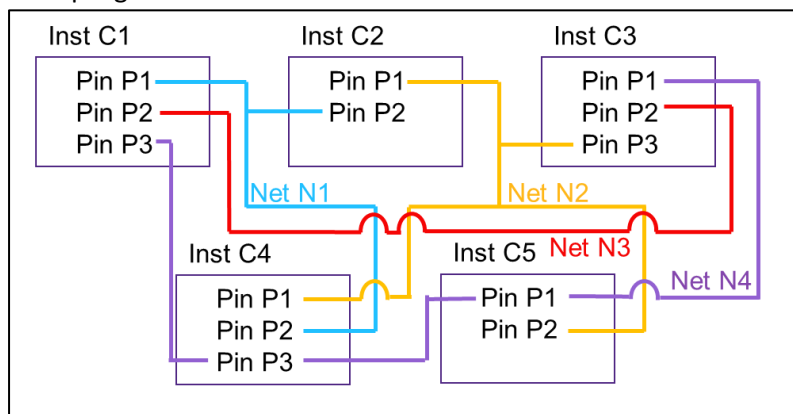 Inst C1
Inst C2
Inst C3
Pin P1
Pin P2
Pin P3
Pin P1
Pin P2
Pin P1
Pin P2
Pin P3
Net N1
Net N2
Net N3
Net N4
Inst C4
Inst C5
Pin P1
Pin P2
Pin P3
Pin P1
Pin P2